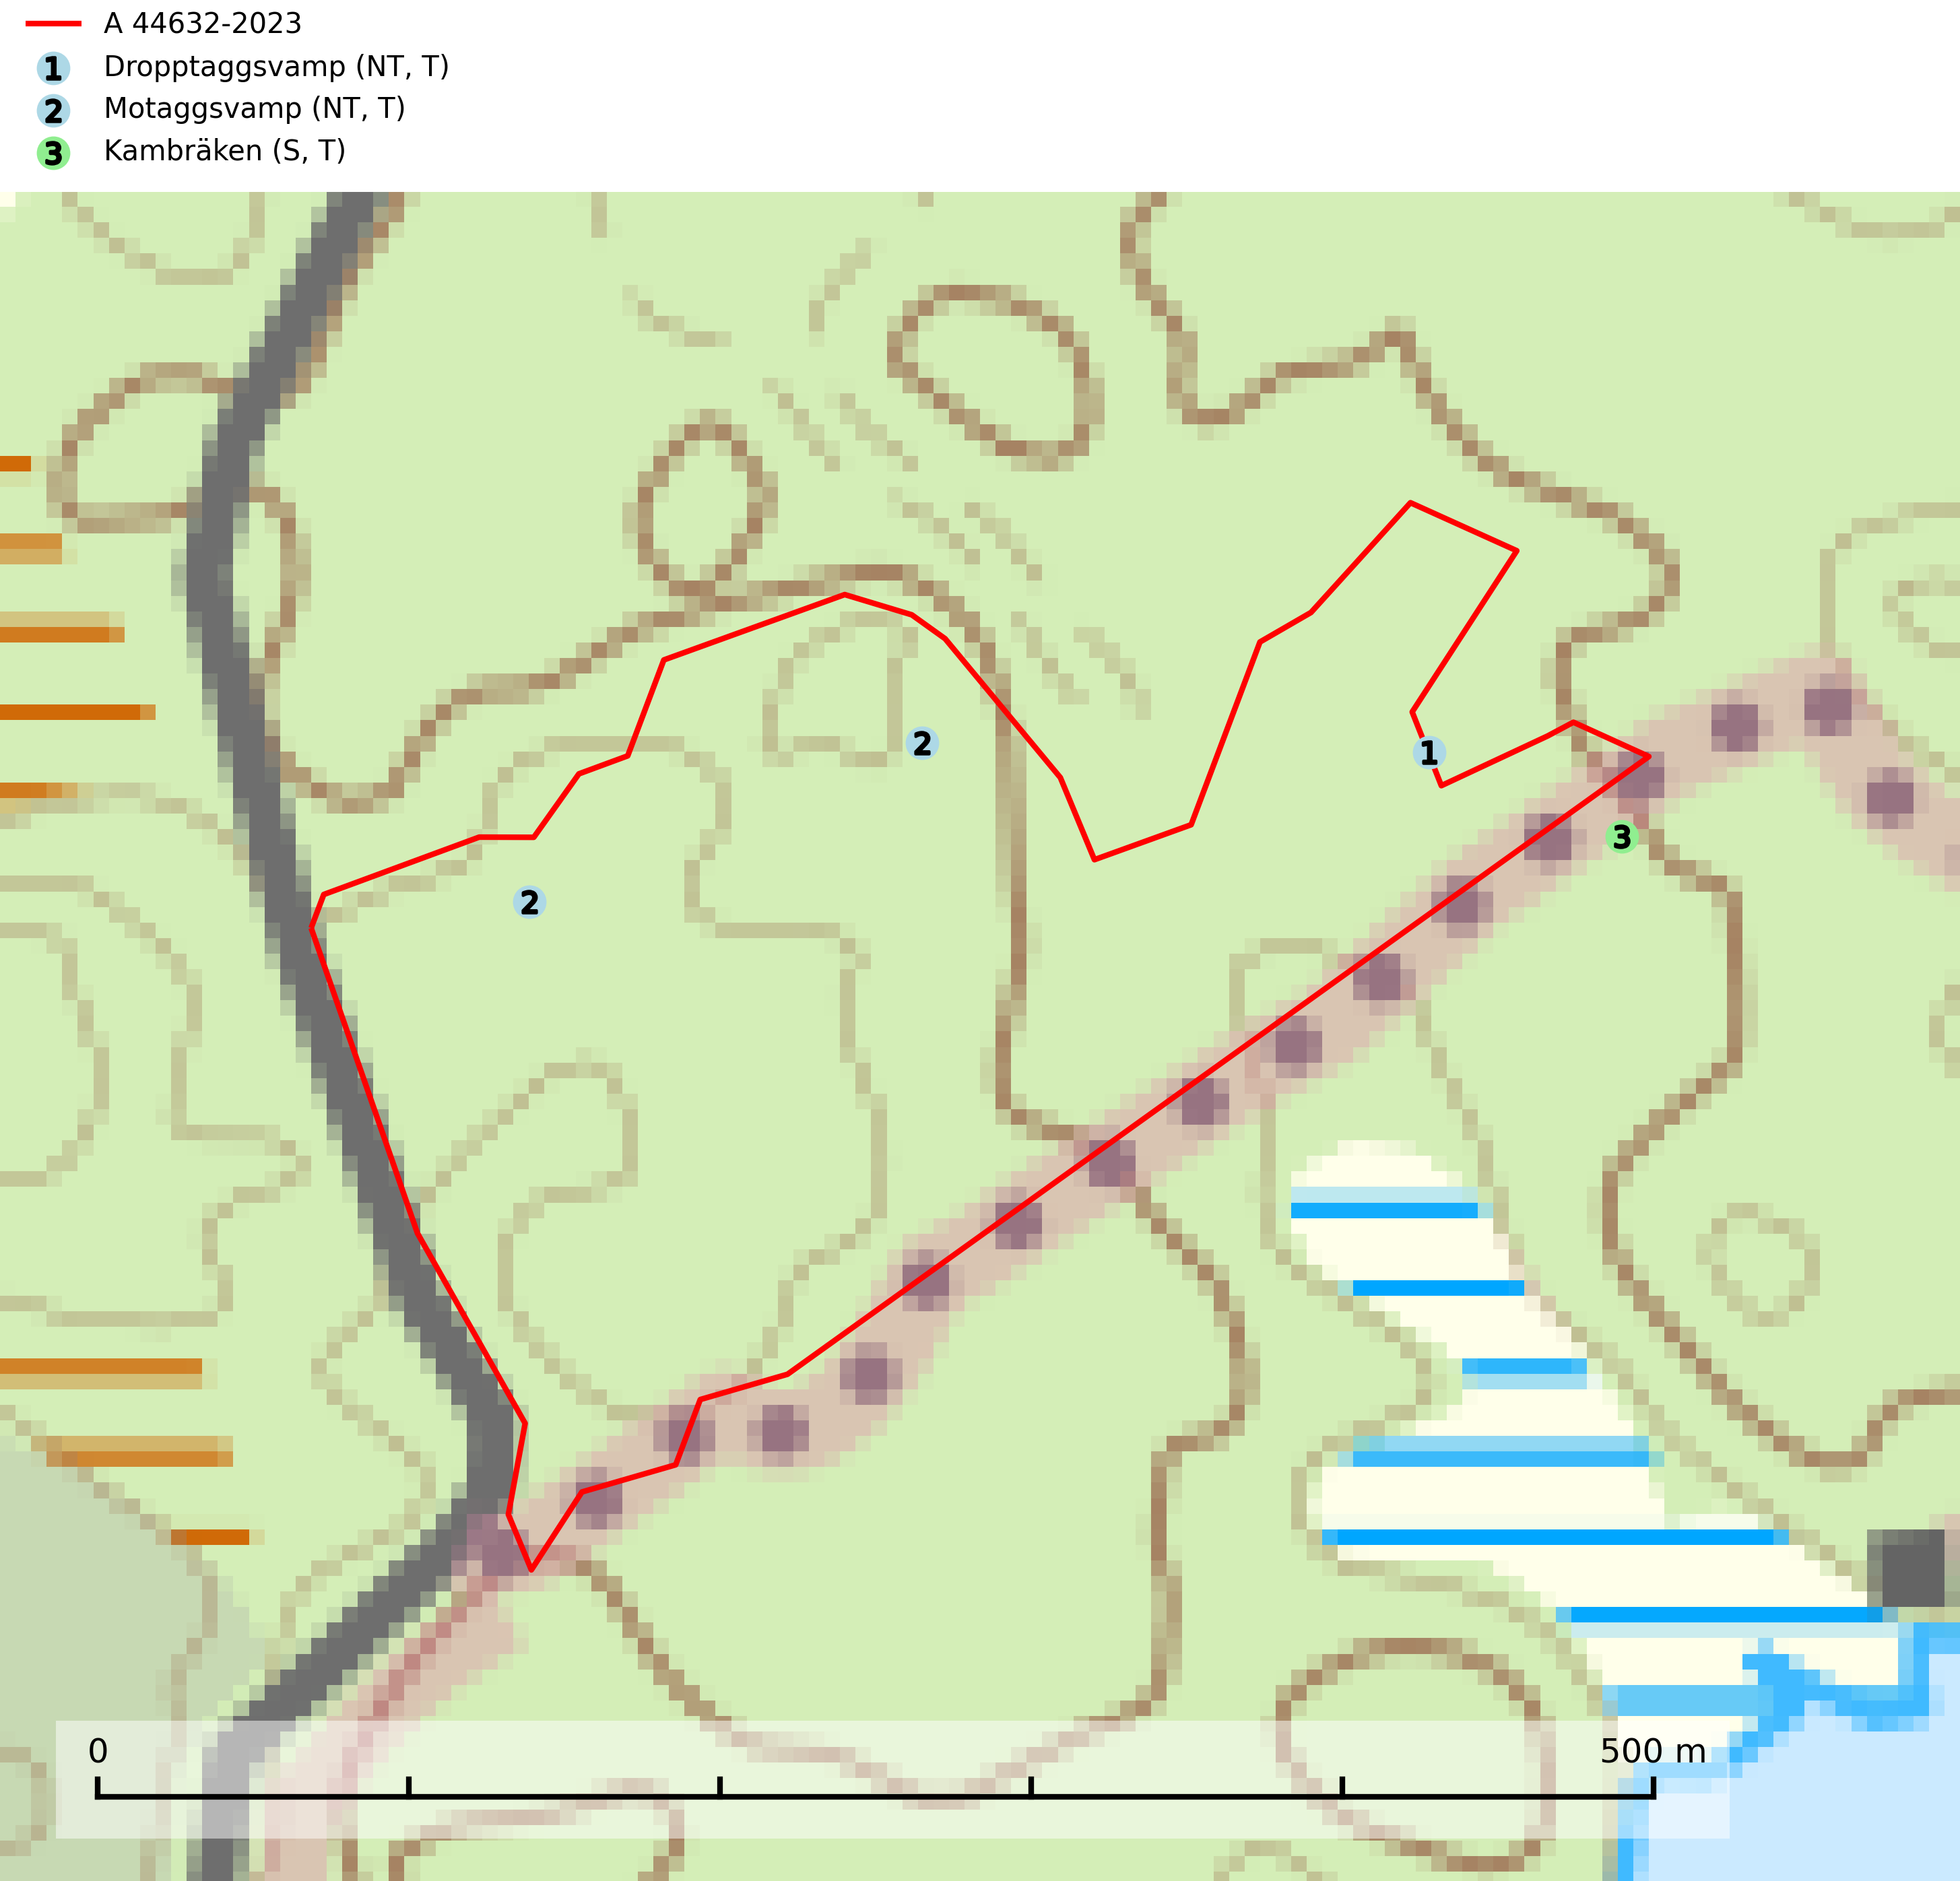 A 44632-2023
1 Dropptaggsvamp (NT, T)
2 Motaggsvamp (NT, T)
3 Kambräken (S, T)
2
1
3
2
0
500 m